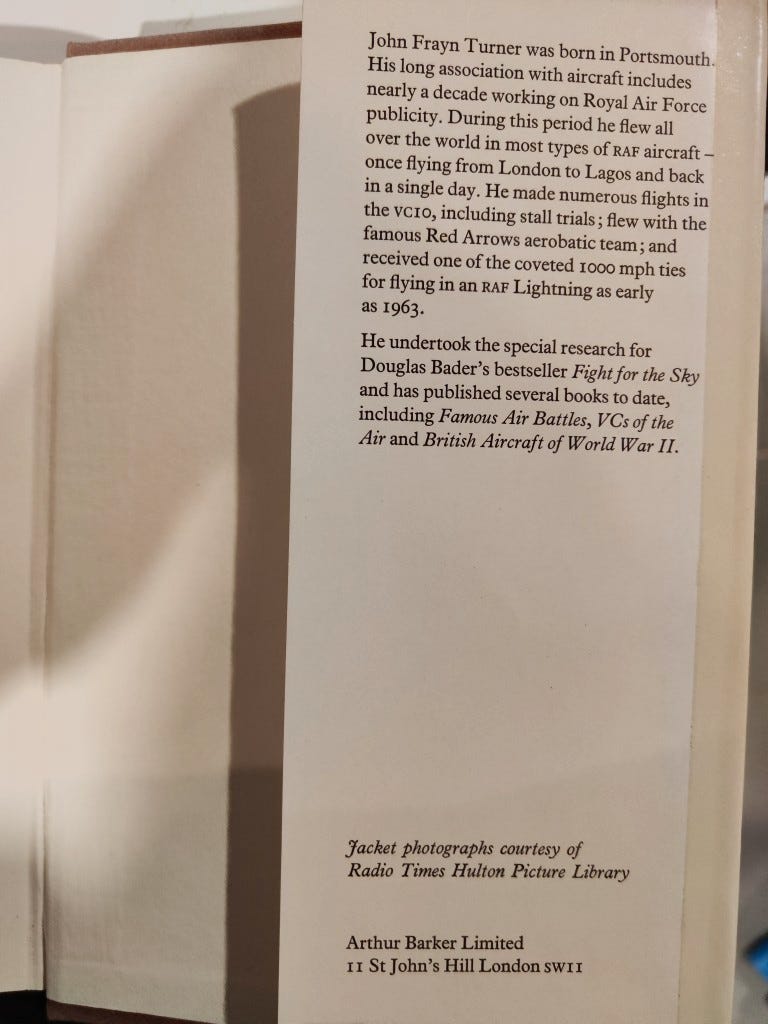 John Frayn Turner was born in Portsmouth.
His long association with aircraft includes
nearly a decade working on Royal Air Force
publicity. During this period he flew all
over the world in most types of RAF aircraft –
once flying from London to Lagos and back
in a single day. He made numerous flights in
the VC10, including stall trials; flew with the
famous Red Arrows aerobatic team; and
received one of the coveted 1000 mph ties
for flying in an RAF Lightning as early
as 1963.
He undertook the special research for
Douglas Bader's bestseller Fight for the Sky
and has published several books to date,
including Famous Air Battles, VCs of the
Air and British Aircraft of World War II.
Jacket photographs courtesy of
Radio Times Hulton Picture Library
Arthur Barker Limited
11 St John's Hill London SW11